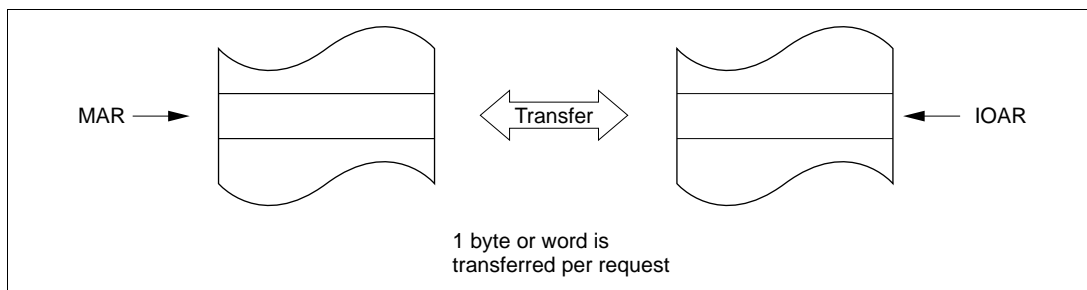 MAR
Transfer
IOAR
1 byte or word is
transferred per request